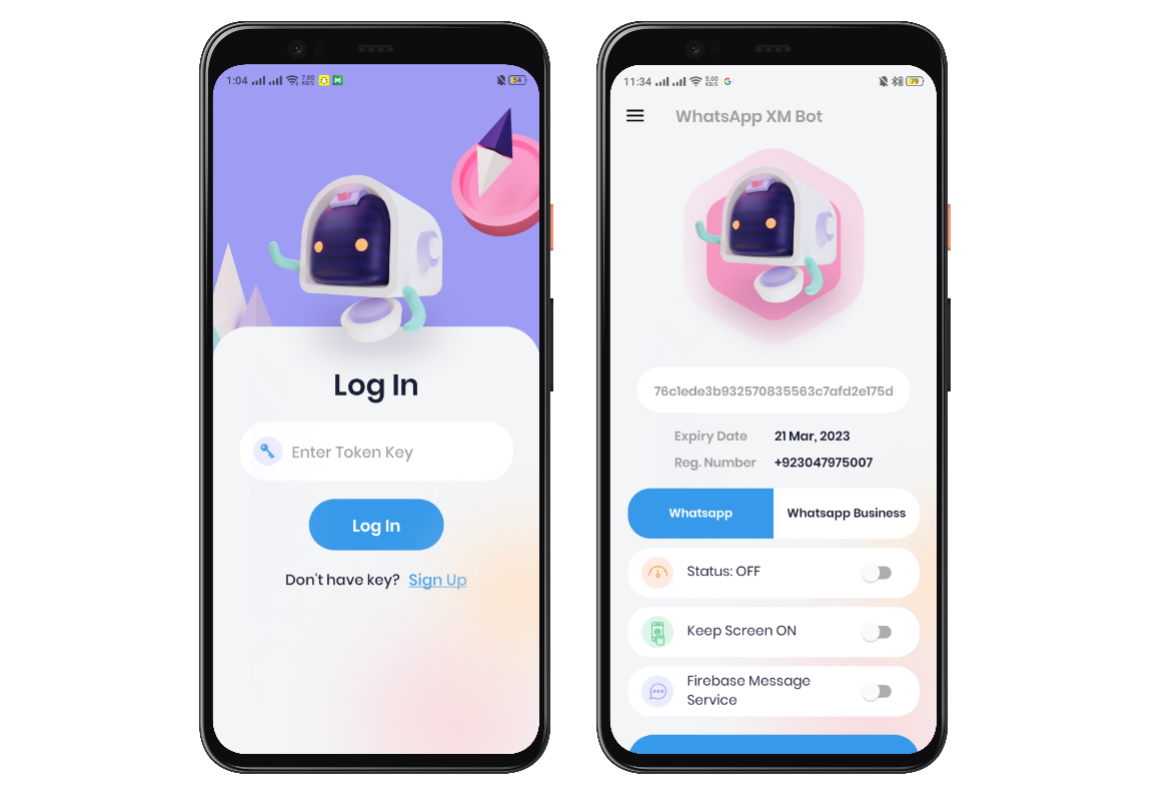 1:04
7.00
KB/S
54
Log In
Enter Token Key
Log In
Don't have key? Sign Up
11:34
5.00
KB/S
G
79
WhatsApp XM Bot
76c1ede3b932570835563c7afd2e175d
Expiry Date 21 Mar, 2023
Reg. Number +923047975007
Whatsapp Whatsapp Business
Status: OFF
Keep Screen ON
Firebase Message
Service